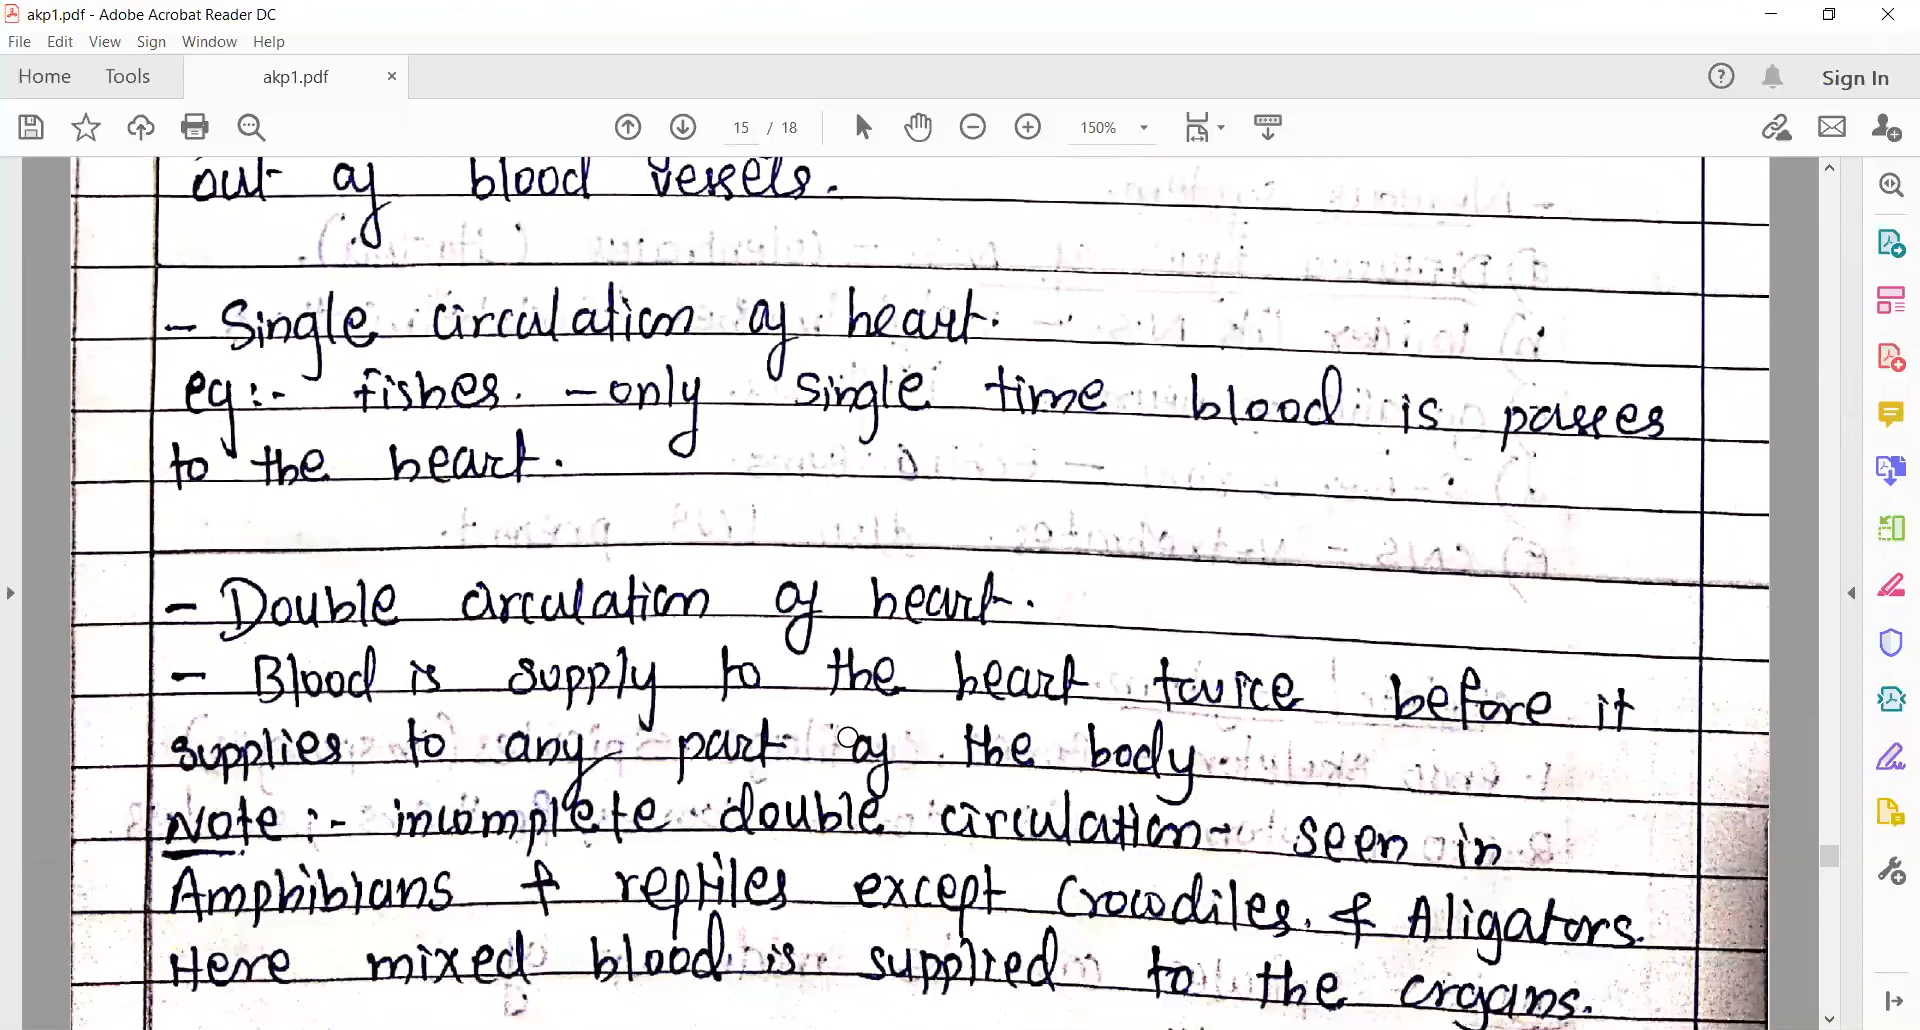 akp1.pdf - Adobe Acrobat Reader DC
File Edit View Sign Window Help
Home Tools akp1.pdf × Sign In
15 / 18 150%
out of blood vessels.
- Single circulation of heart.
eg:- fishes. - only single time blood is passes
to the heart.
- Double circulation of heart.
- Blood is supply to the heart twice before it
supplies to any part of the body
Note :- incomplete double circulation - seen in
Amphibians & reptiles except Crocodiles. & Aligators.
Here mixed blood is supplied to the organs.